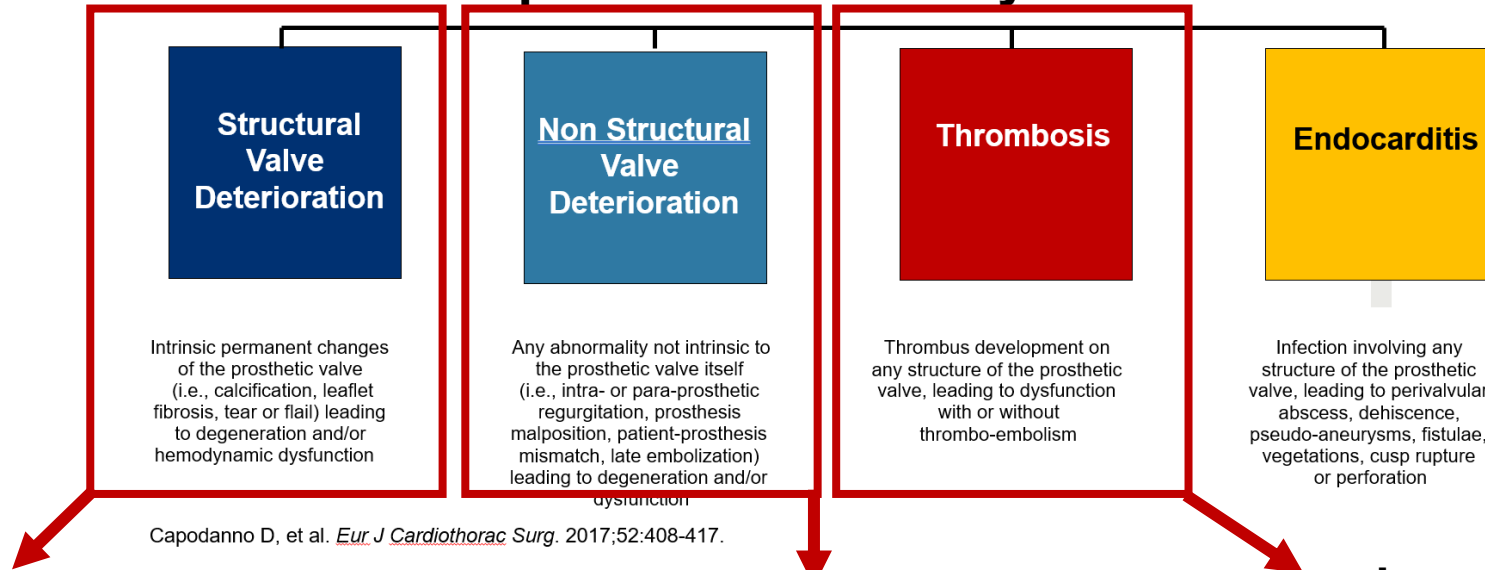 Structural
Valve
Deterioration
Non Structural
Valve
Deterioration
Thrombosis
Endocarditis
Intrinsic permanent changes
of the prosthetic valve
(i.e., calcification, leaflet
fibrosis, tear or flail) leading
to degeneration and/or
hemodynamic dysfunction
Any abnormality not intrinsic to
the prosthetic valve itself
(i.e., intra- or para-prosthetic
regurgitation, prosthesis
malposition, patient-prosthesis
mismatch, late embolization)
leading to degeneration and/or
dysfunction
Thrombus development on
any structure of the prosthetic
valve, leading to dysfunction
with or without
thrombo-embolism
Infection involving any
structure of the prosthetic
valve, leading to perivalvular
abscess, dehiscence,
pseudo-aneurysms, fistulae,
vegetations, cusp rupture
or perforation
Capodanno D, et al. Eur J Cardiothorac Surg. 2017;52:408-417.